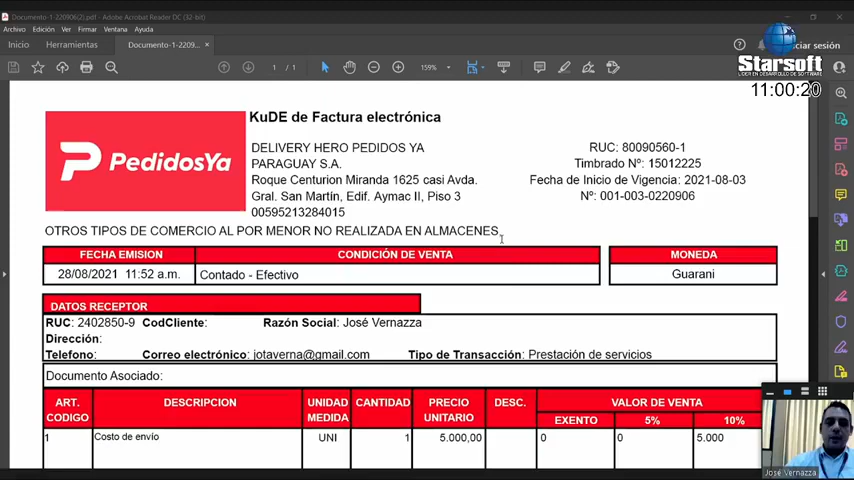 Documento-1-220906(2).pdf - Adobe Acrobat Reader DC (32-bit)
Archivo Edición Ver Firmar Ventana Ayuda
Inicio Herramientas Documento-1-2209... × iniciar sesión
1 / 1 159%
Starsoft
LIDER EN DESARROLLO DE SOFTWARE
11:00:20
KuDE de Factura electrónica
PedidosYa
DELIVERY HERO PEDIDOS YA
PARAGUAY S.A.
Roque Centurion Miranda 1625 casi Avda.
Gral. San Martín, Edif. Aymac II, Piso 3
00595213284015
RUC: 80090560-1
Timbrado Nº: 15012225
Fecha de Inicio de Vigencia: 2021-08-03
Nº: 001-003-0220906
OTROS TIPOS DE COMERCIO AL POR MENOR NO REALIZADA EN ALMACENES
FECHA EMISION CONDICIÓN DE VENTA MONEDA
28/08/2021 11:52 a.m. Contado - Efectivo Guarani
DATOS RECEPTOR
RUC: 2402850-9 CodCliente: Razón Social: José Vernazza
Dirección:
Telefono: Correo electrónico: jotaverna@gmail.com Tipo de Transacción: Prestación de servicios
Documento Asociado:
ART. CODIGO DESCRIPCION UNIDAD MEDIDA CANTIDAD PRECIO UNITARIO DESC. VALOR DE VENTA
EXENTO 5% 10%
1 Costo de envío UNI 1 5.000,00 0 0 5.000
José Vernazza